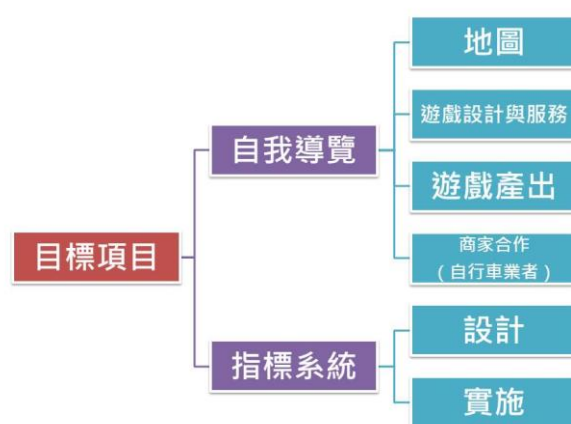 目標項目
自我導覽
地圖
遊戲設計與服務
遊戲產出
商家合作
（自行車業者）
指標系統
設計
實施